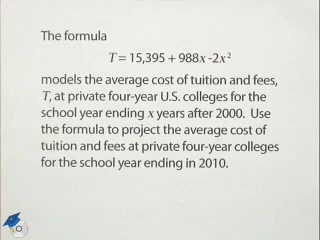 The formula
T = 15,395 + 988x -2x²
models the average cost of tuition and fees,
T, at private four-year U.S. colleges for the
school year ending x years after 2000.  Use
the formula to project the average cost of
tuition and fees at private four-year colleges
for the school year ending in 2010.